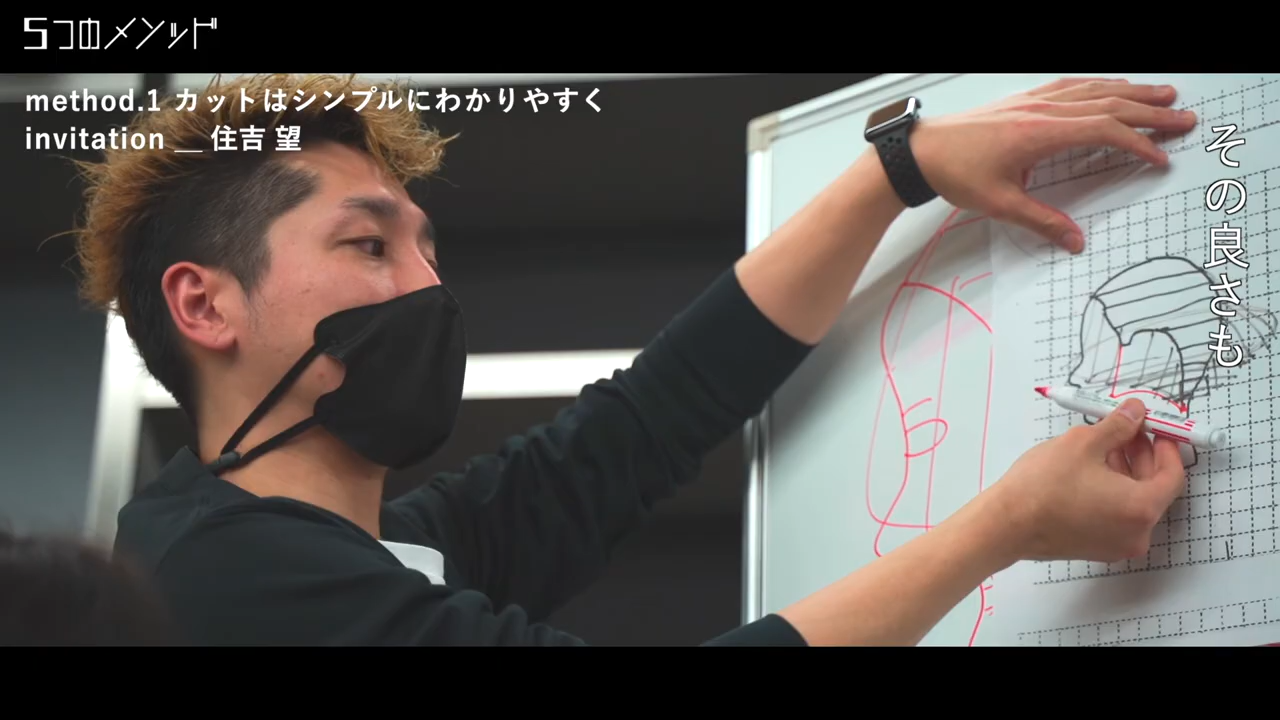 5つのメソッド
method.1 カットはシンプルにわかりやすく
invitation __ 住吉 望
その良さも